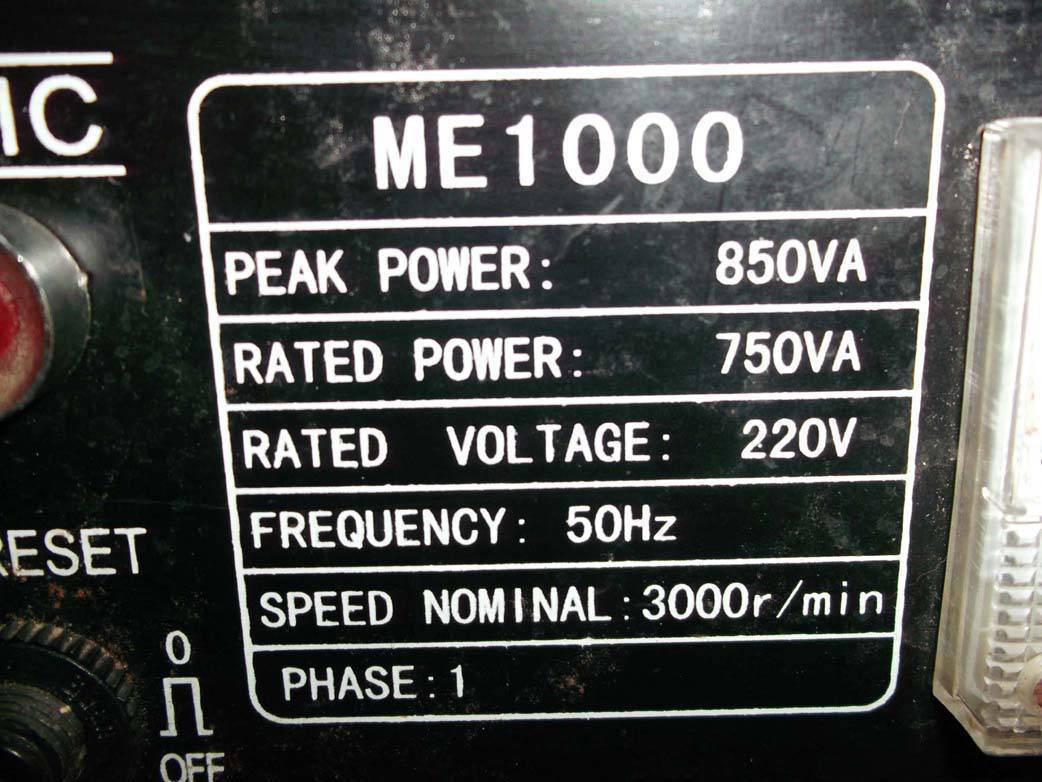 IC
ME1000
PEAK POWER: 850VA
RATED POWER: 750VA
RATED VOLTAGE: 220V
FREQUENCY: 50Hz
SPEED NOMINAL:3000r/min
PHASE:1
RESET
0
OFF